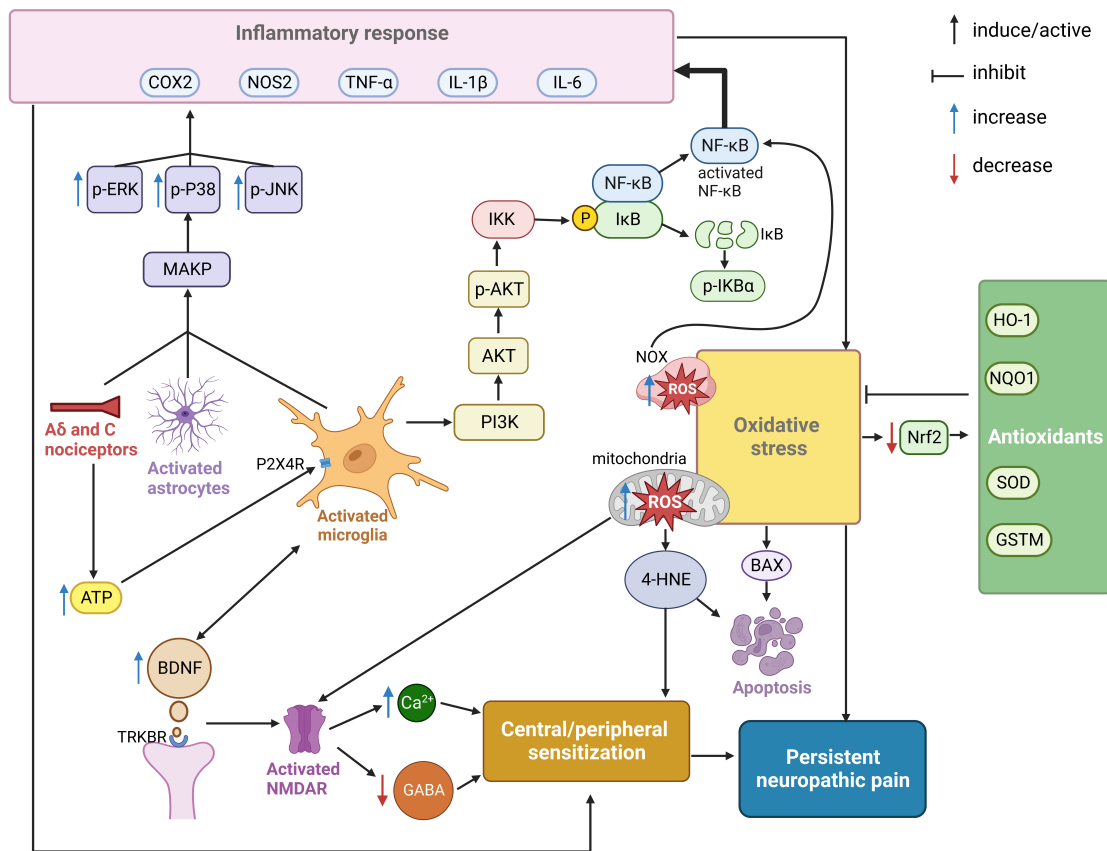 Inflammatory response
COX2
NOS2
TNF-α
IL-1β
IL-6
induce/active
inhibit
increase
decrease
p-ERK
p-P38
p-JNK
MAKP
NF-κB
activated
NF-κB
NF-κB
IκB
P
IKK
IκB
p-IKBα
p-AKT
AKT
PI3K
NOX
ROS
Oxidative
stress
HO-1
NQO1
Antioxidants
SOD
GSTM
Nrf2
Aδ and C
nociceptors
Activated
astrocytes
P2X4R
Activated
microglia
mitochondria
ROS
4-HNE
BAX
Apoptosis
ATP
BDNF
TRKBR
Activated
NMDAR
Ca²⁺
GABA
Central/peripheral
sensitization
Persistent
neuropathic pain